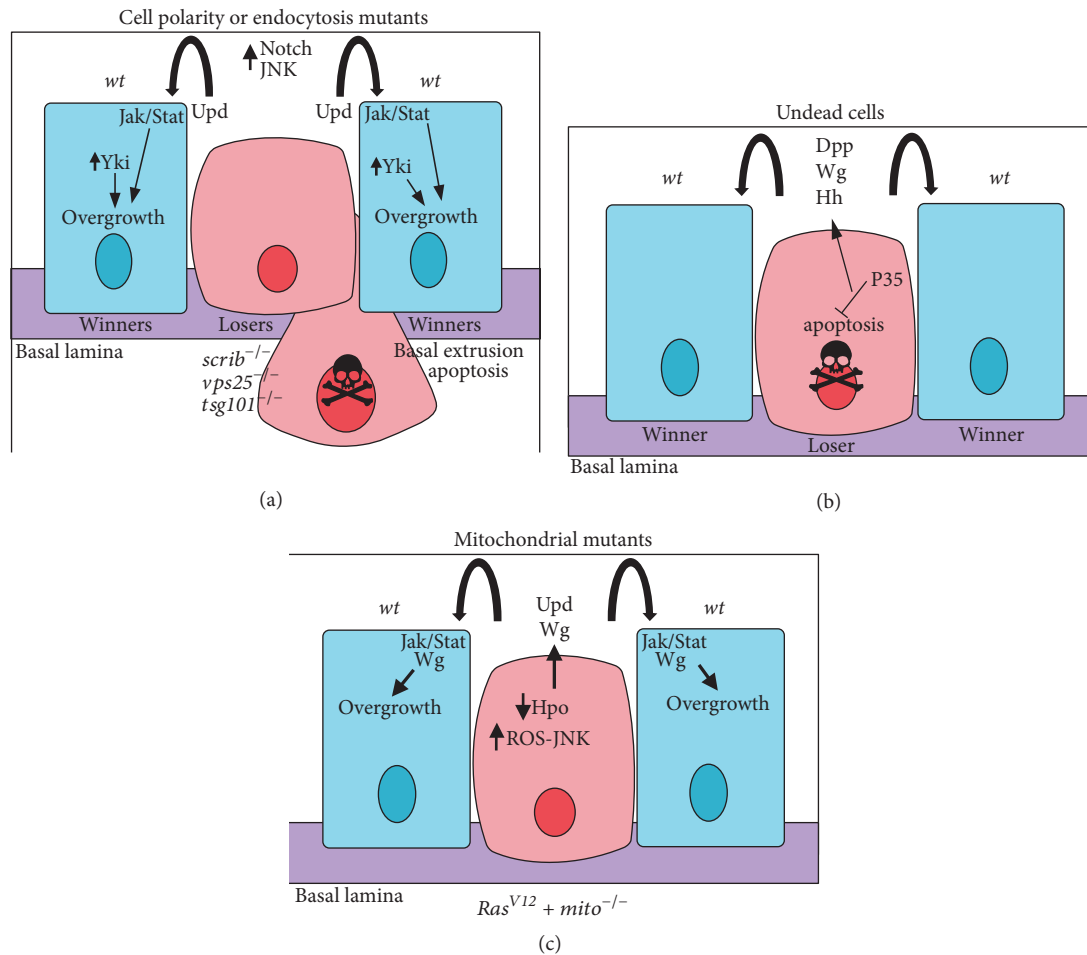 Cell polarity or endocytosis mutants
Notch
JNK
wt
wt
Upd
Upd
Jak/Stat
Jak/Stat
Yki
Yki
Overgrowth
Overgrowth
Winners
Losers
Winners
Basal lamina
Basal extrusion
apoptosis
scrib−/−
vps25−/−
tsg101−/−
(a)
Undead cells
Dpp
Wg
Hh
wt
wt
P35
apoptosis
Winner
Loser
Winner
Basal lamina
(b)
Mitochondrial mutants
wt
Upd
Wg
wt
Jak/Stat
Wg
Jak/Stat
Wg
Overgrowth
Hpo
ROS-JNK
Overgrowth
Basal lamina
RasV12 + mito−/−
(c)